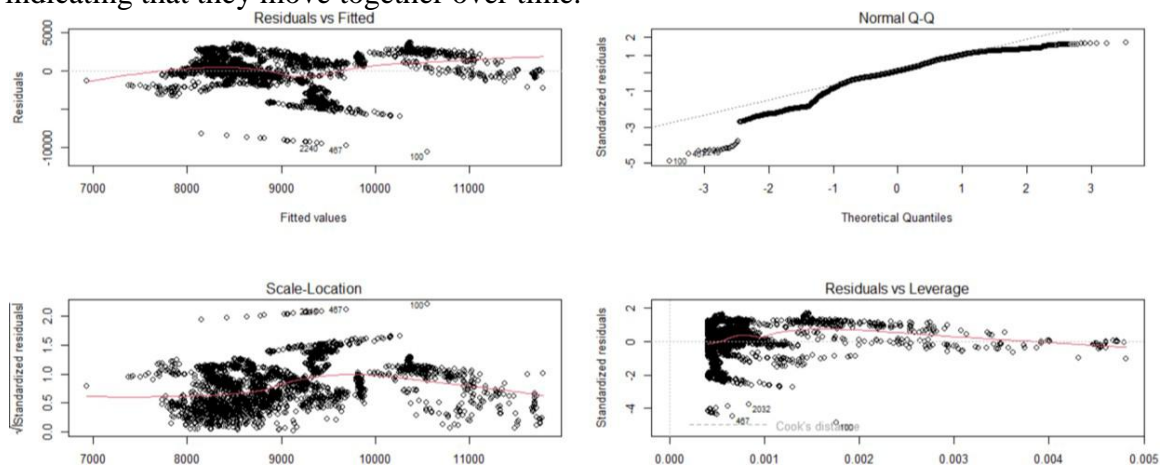 indicating that they move together over time.
Residuals vs Fitted
Residuals
5000
0
-10000
2240
467
100
7000 8000 9000 10000 11000
Fitted values
Normal Q-Q
Standardized residuals
2
1
-1
-3
-5
100
-3 -2 -1 0 1 2 3
Theoretical Quantiles
Scale-Location
√|Standardized residuals|
2.0
1.5
1.0
0.5
0.0
467
100
7000 8000 9000 10000 11000
Residuals vs Leverage
Standardized residuals
2
0
-2
-4
2032
467
100
Cook's distance
0.000 0.001 0.002 0.003 0.004 0.005